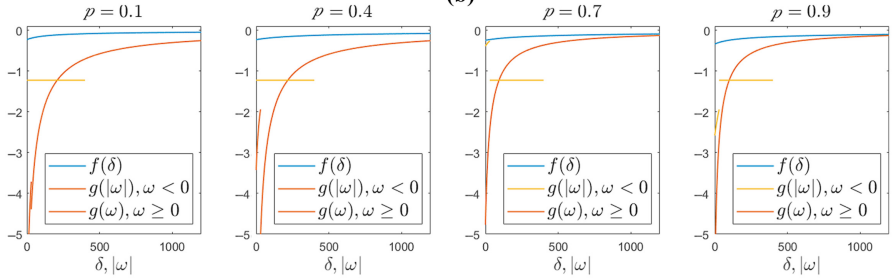 (b)
p = 0.1
0
−1
−2
−3
−4
−5
f(δ)
g(|ω|), ω < 0
g(ω), ω ≥ 0
0 500 1000
δ, |ω|
p = 0.4
0
−1
−2
−3
−4
−5
f(δ)
g(|ω|), ω < 0
g(ω), ω ≥ 0
0 500 1000
δ, |ω|
p = 0.7
0
−1
−2
−3
−4
−5
f(δ)
g(|ω|), ω < 0
g(ω), ω ≥ 0
0 500 1000
δ, |ω|
p = 0.9
0
−1
−2
−3
−4
−5
f(δ)
g(|ω|), ω < 0
g(ω), ω ≥ 0
0 500 1000
δ, |ω|